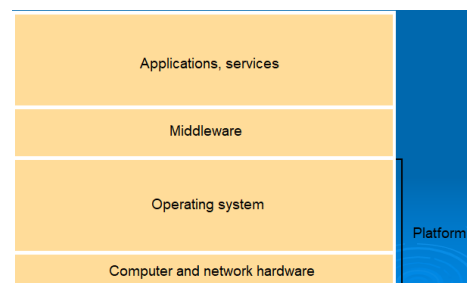 Applications, services
Middleware
Operating system
Platform
Computer and network hardware